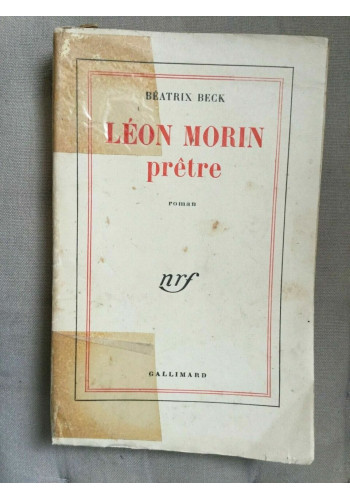 BÉATRIX BECK
LÉON MORIN
prêtre
roman
nrf
GALLIMARD